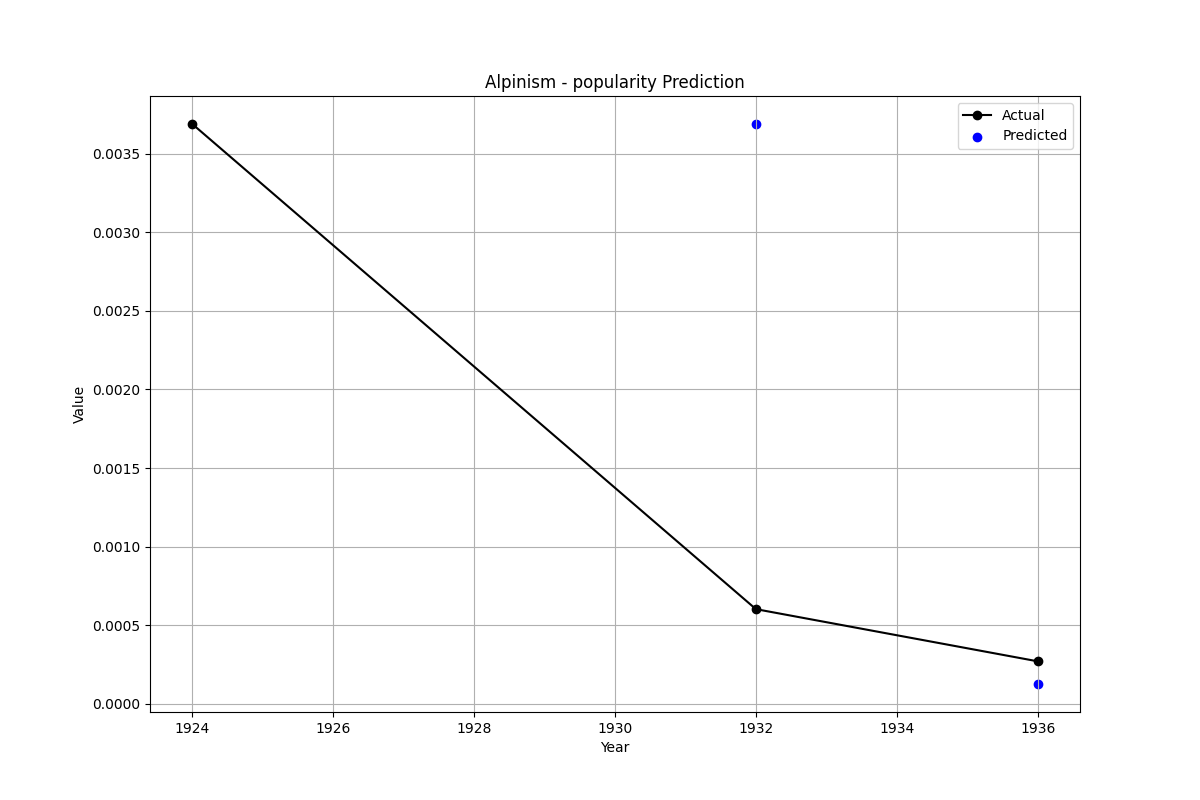 Alpinism - popularity Prediction
Actual
Predicted
0.0035
0.0030
0.0025
0.0020
0.0015
0.0010
0.0005
0.0000
Value
1924 1926 1928 1930 1932 1934 1936
Year